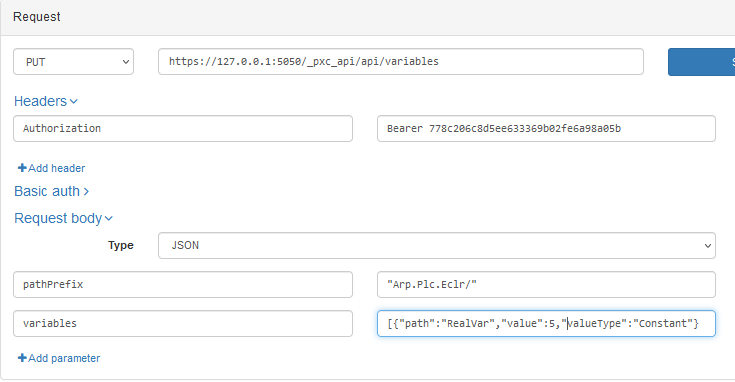 Request
PUT https://127.0.0.1:5050/_pxc_api/api/variables S
Headers
Authorization Bearer 778c206c8d5ee633369b02fe6a98a05b
Add header
Basic auth
Request body
Type JSON
pathPrefix "Arp.Plc.Eclr/"
variables [{"path":"RealVar","value":5,"valueType":"Constant"}
Add parameter